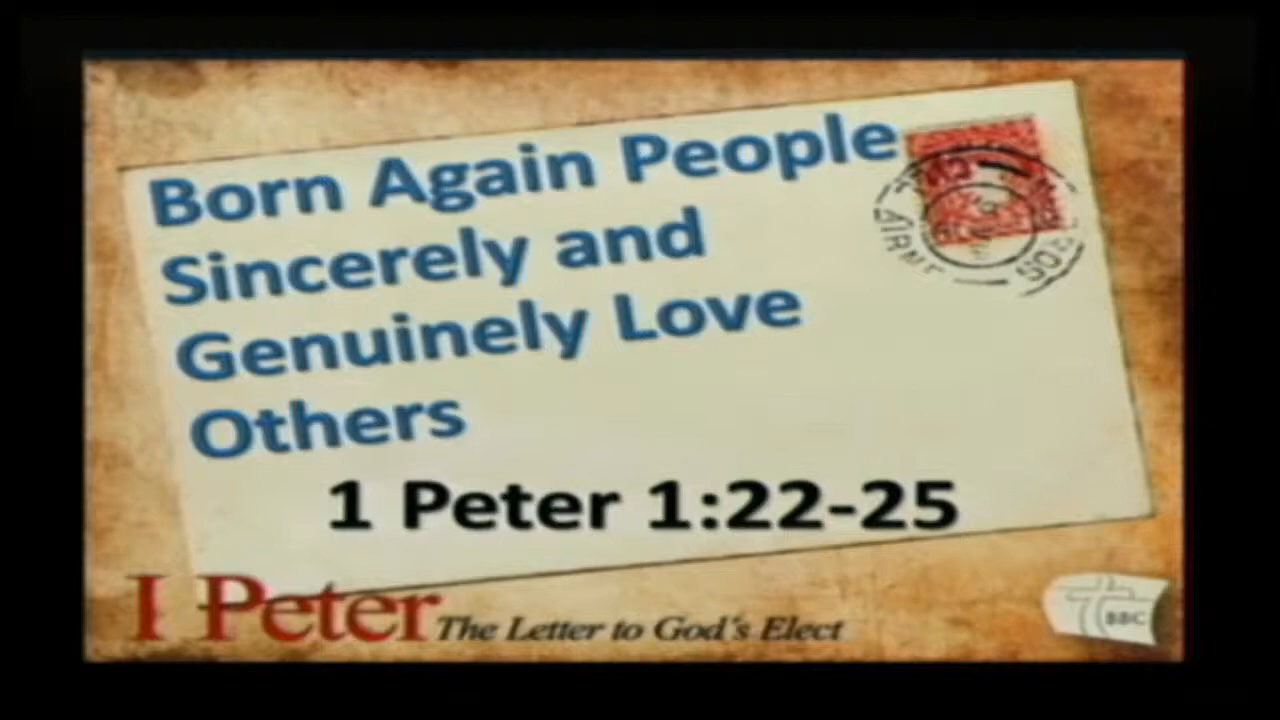 Born Again People
Sincerely and
Genuinely Love
Others
1 Peter 1:22-25
I Peter The Letter to God's Elect
BBC